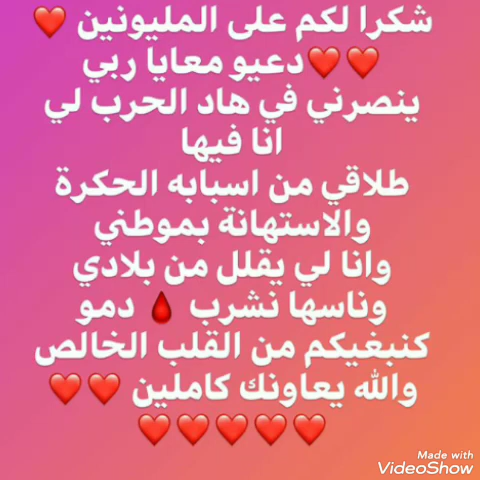 شكرا لكم على المليونين ❤️
❤️❤️دعيو معايا ربي
ينصرني في هاد الحرب لي
انا فيها
طلاقي من اسبابه الحكرة
والاستهانة بموطني
وانا لي يقلل من بلادي
وناسها نشرب 🩸 دمو
كنبغيكم من القلب الخالص
والله يعاونك كاملين ❤️❤️
❤️❤️❤️❤️❤️
Made with
VideoShow